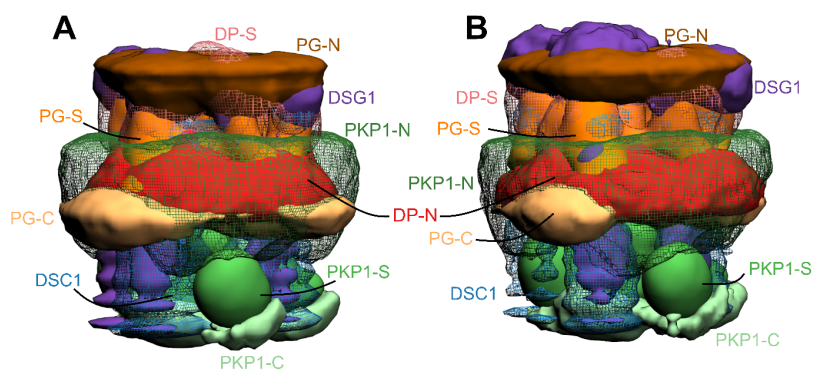 A
DP-S
PG-N
DSG1
PG-S
PKP1-N
PG-C
DSC1
PKP1-S
PKP1-C
DP-N
B
PG-N
DSG1
DP-S
PG-S
PKP1-N
PG-C
DSC1
PKP1-S
PKP1-C